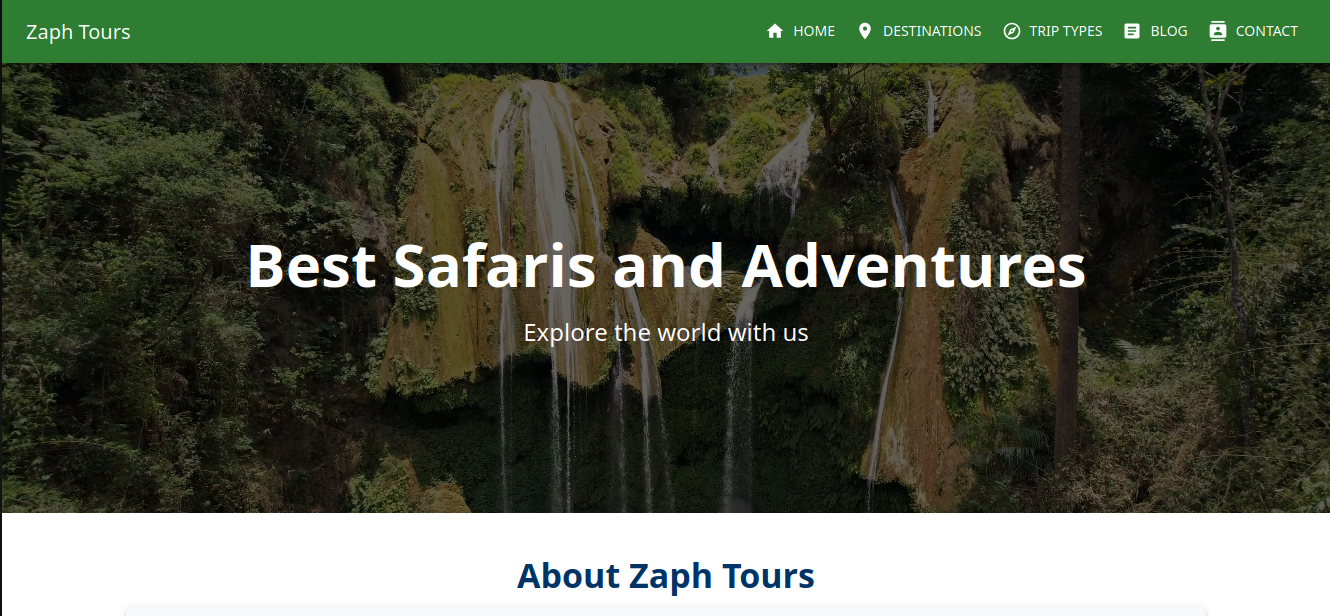 Zaph Tours
HOME
DESTINATIONS
TRIP TYPES
BLOG
CONTACT
Best Safaris and Adventures
Explore the world with us
About Zaph Tours